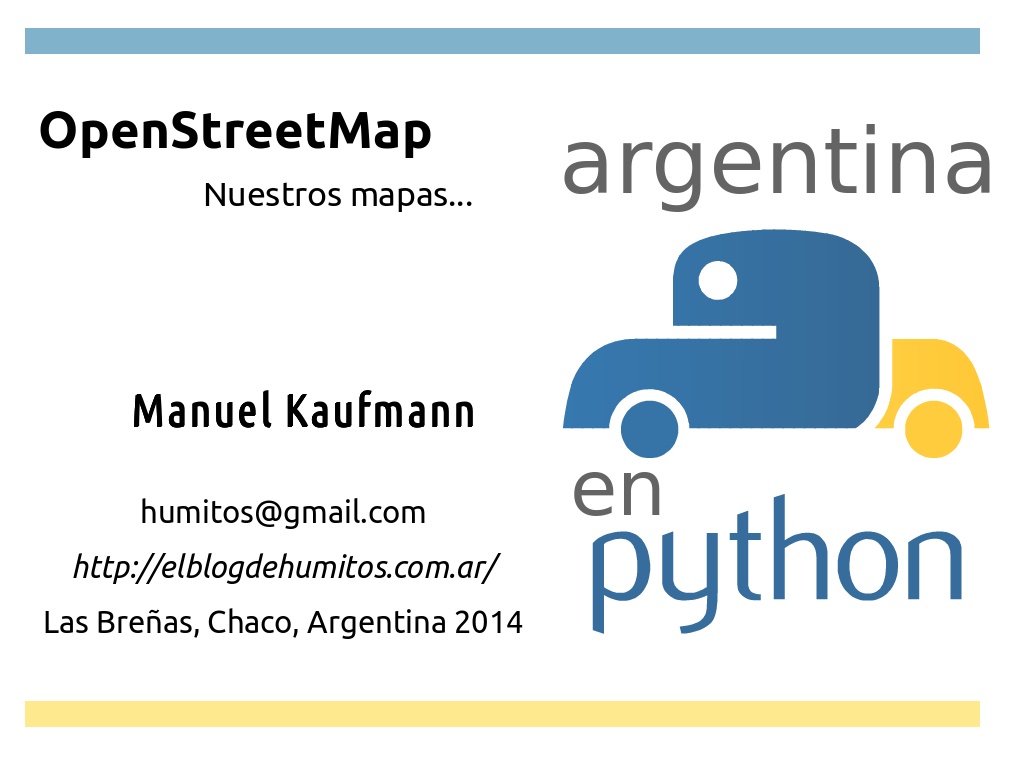 OpenStreetMap
Nuestros mapas...
Manuel Kaufmann
humitos@gmail.com
http://elblogdehumitos.com.ar/
Las Breñas, Chaco, Argentina 2014
argentina
en
python